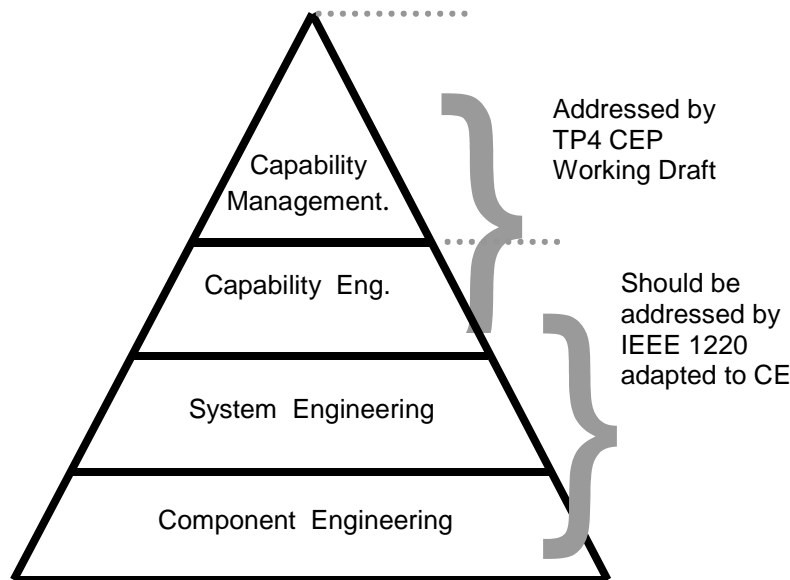 Capability
Management.
Addressed by
TP4 CEP
Working Draft
Capability Eng.
Should be
addressed by
IEEE 1220
adapted to CE
System Engineering
Component Engineering